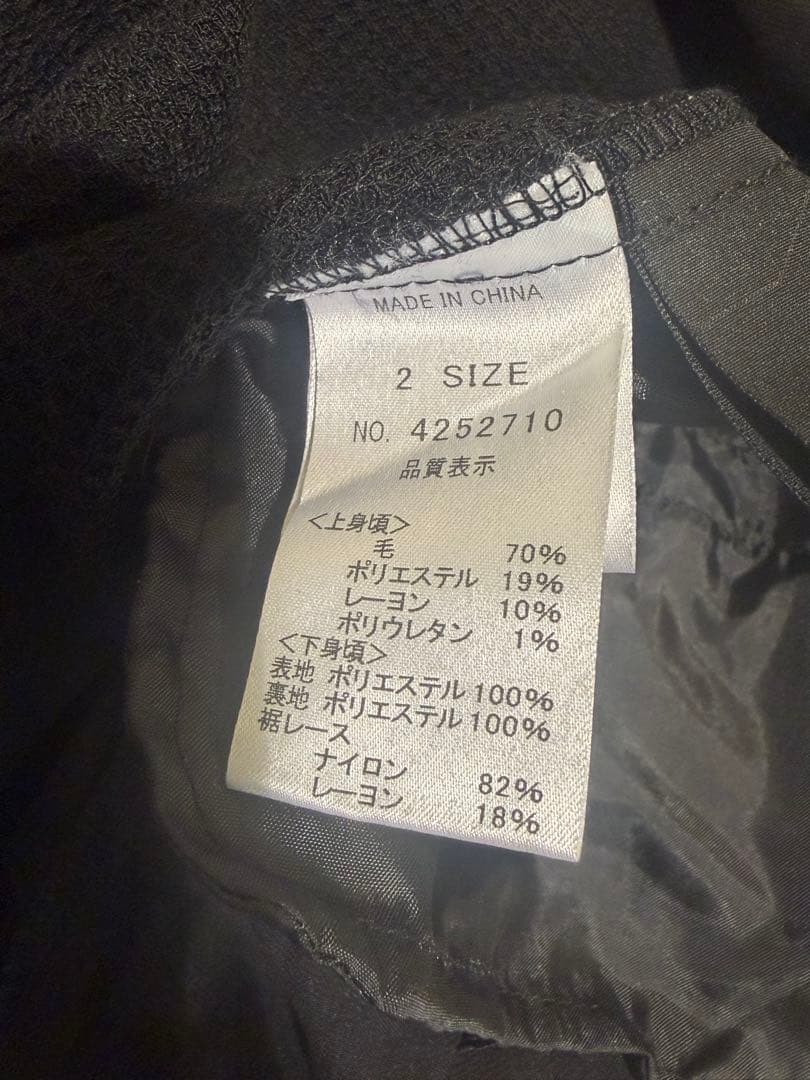 MADE IN CHINA
2 SIZE
NO. 4252710
品質表示
<上身頃>
毛 70%
ポリエステル 19%
レーヨン 10%
ポリウレタン 1%
<下身頃>
表地 ポリエステル 100%
裏地 ポリエステル 100%
裾レース
ナイロン 82%
レーヨン 18%